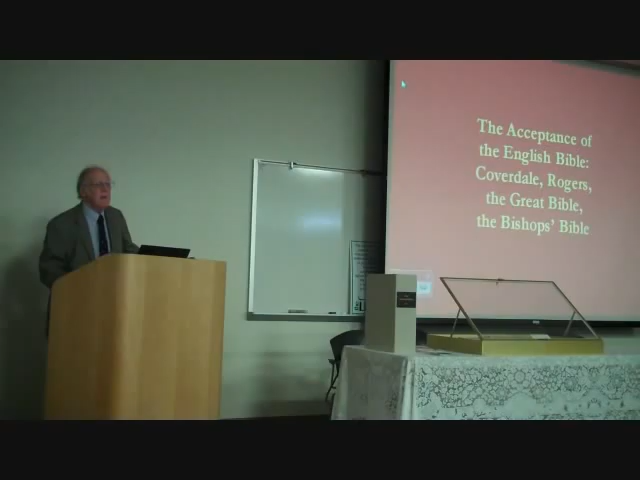 The Acceptance of
the English Bible:
Coverdale, Rogers,
the Great Bible,
the Bishops' Bible